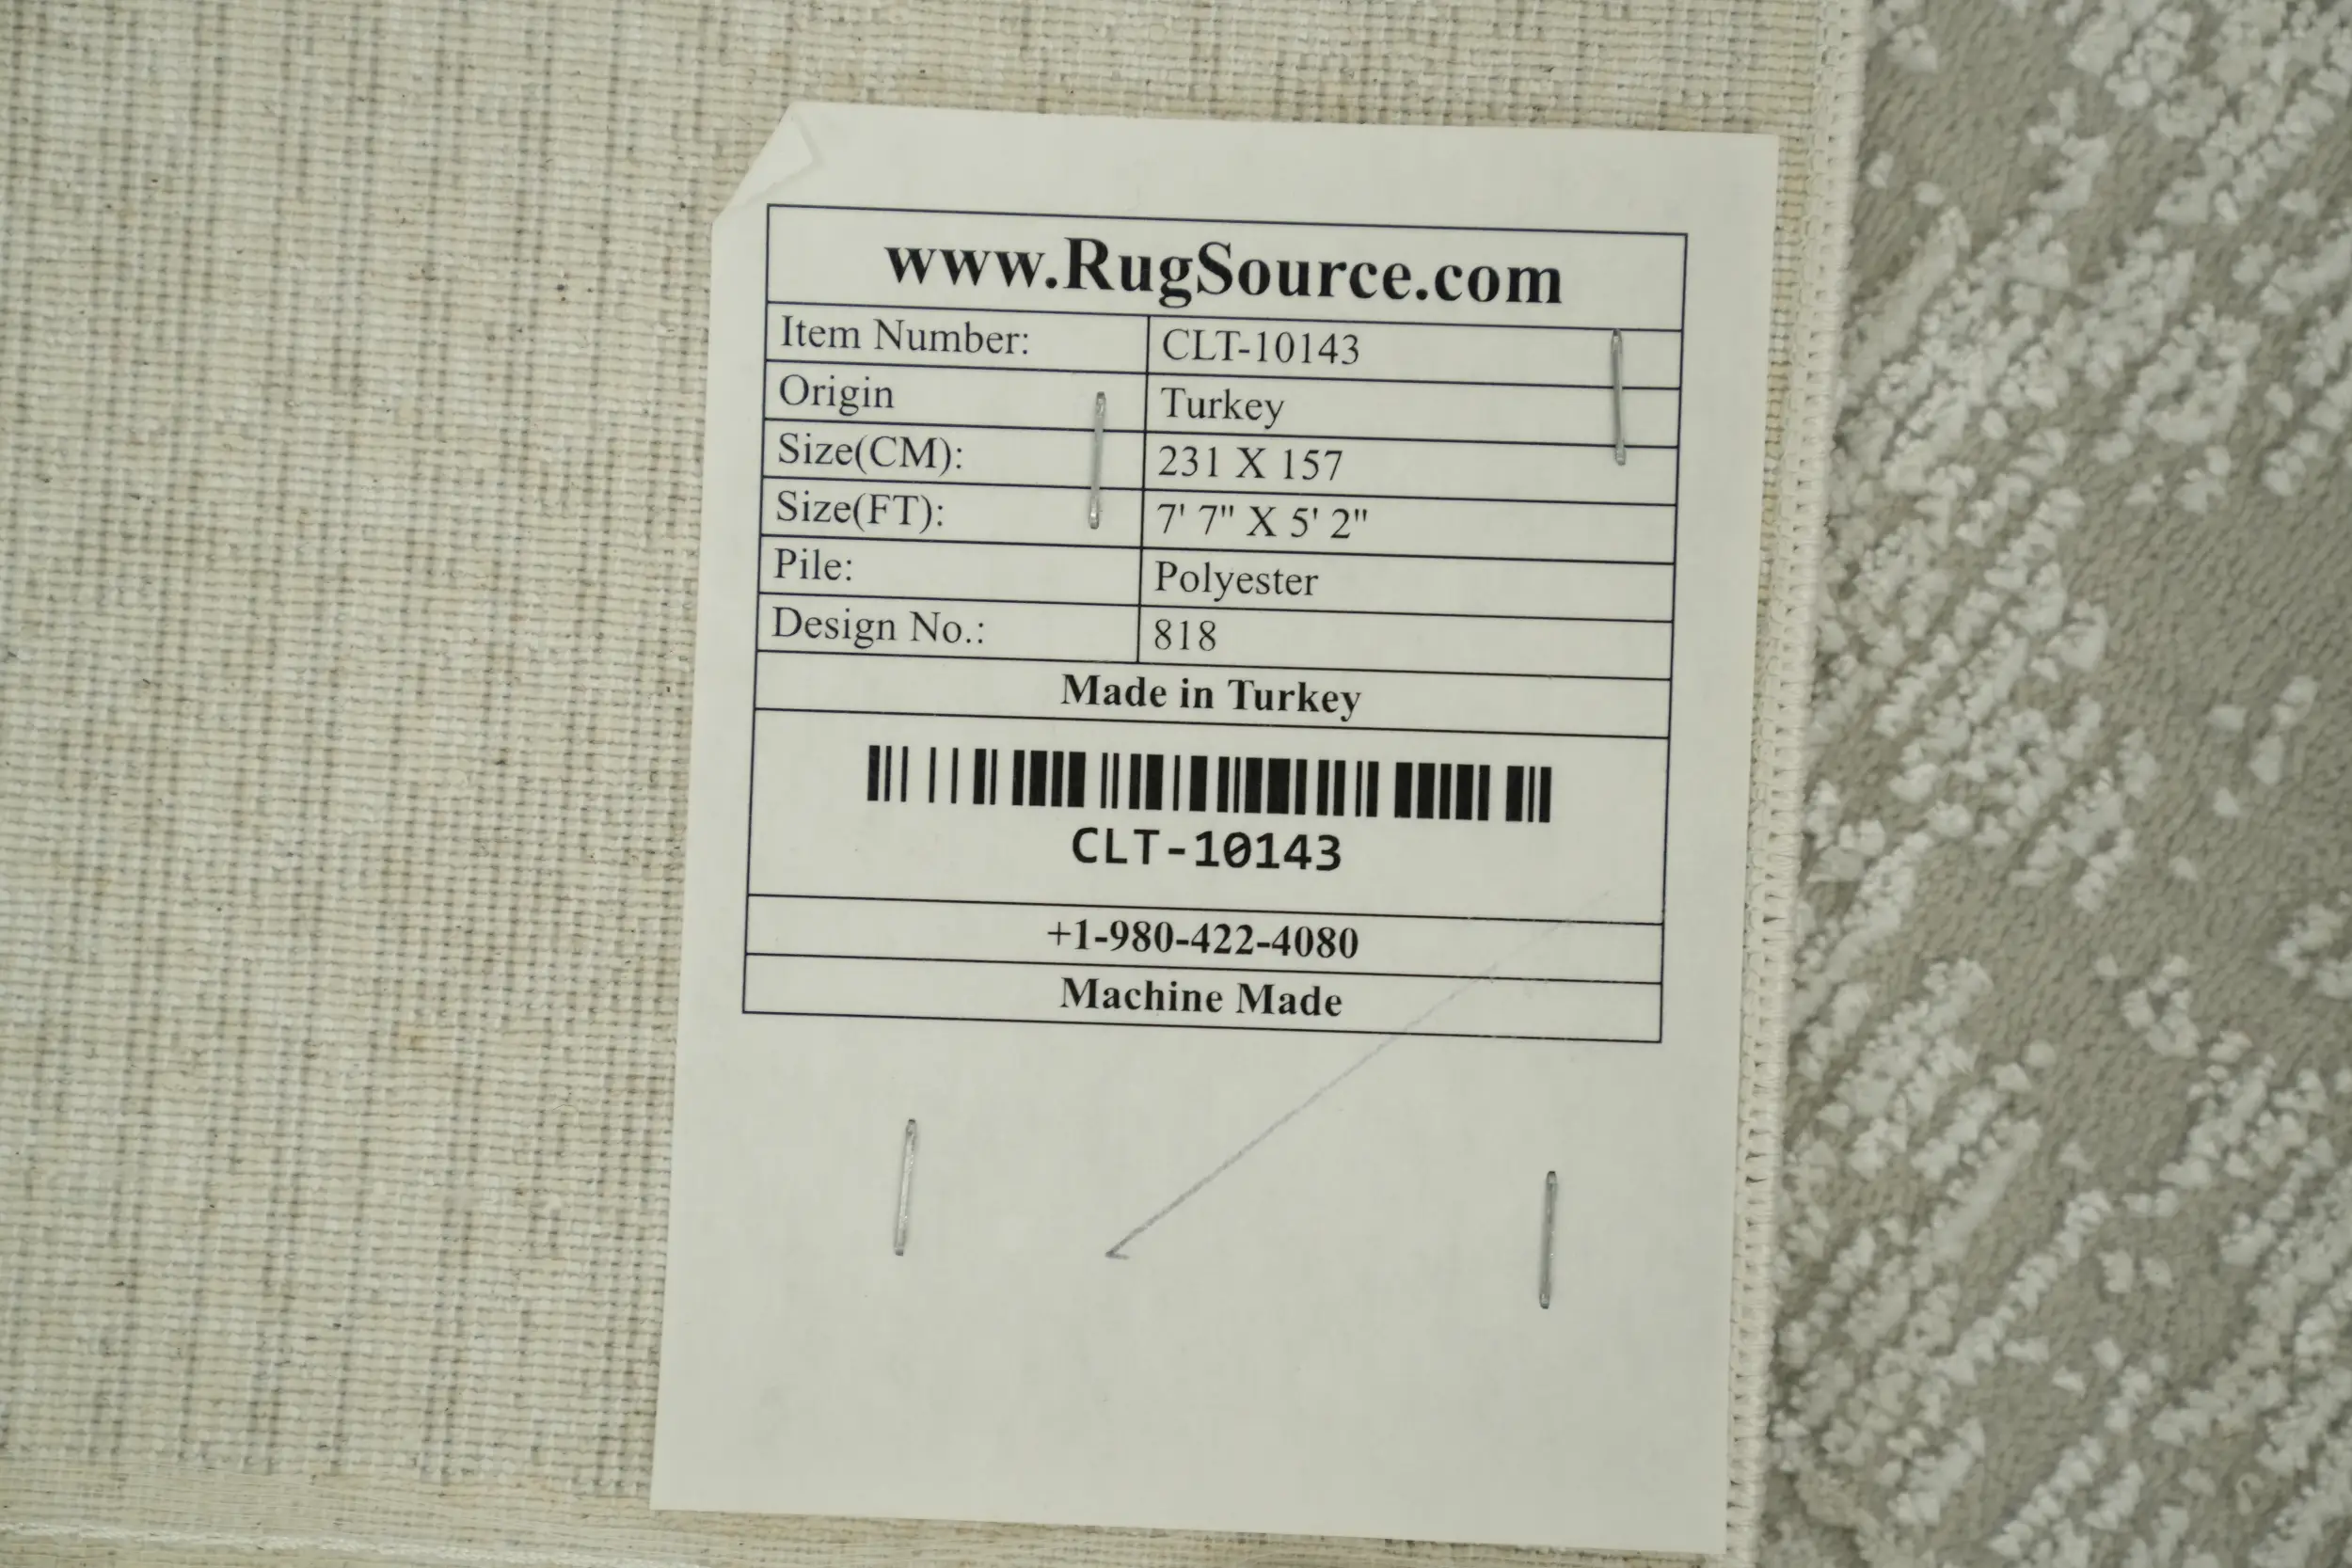 www.RugSource.com
Item Number: CLT-10143
Origin Turkey
Size(CM): 231 X 157
Size(FT): 7' 7" X 5' 2"
Pile: Polyester
Design No.: 818
Made in Turkey
CLT-10143
+1-980-422-4080
Machine Made